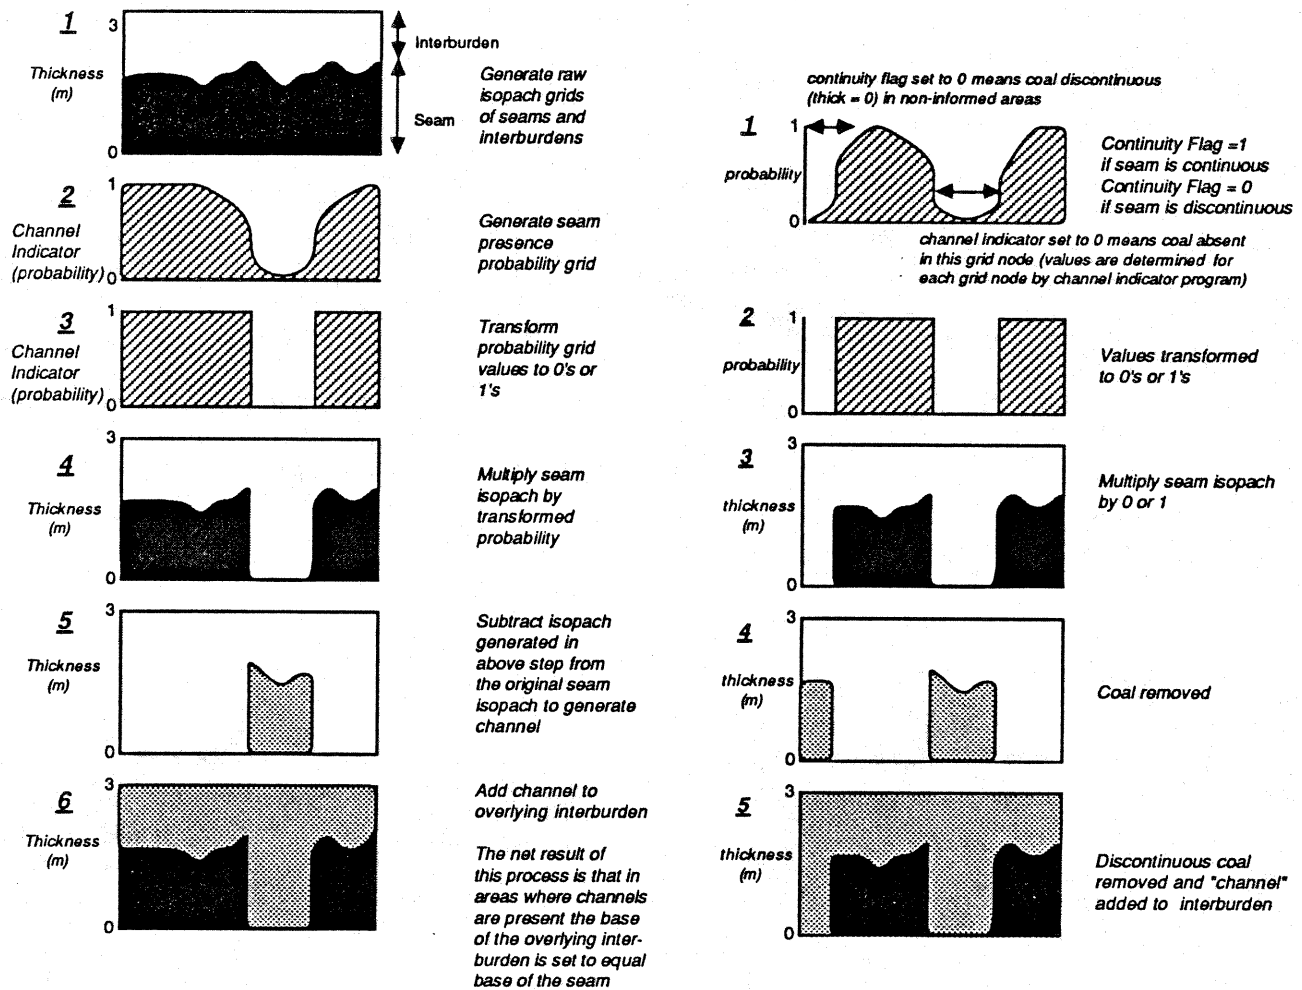 1
3
Thickness
(m)
0
Interburden
Seam
Generate raw
isopach grids
of seams and
interburdens
2
1
Channel
Indicator
(probability)
0
Generate seam
presence
probability grid
3
1
Channel
Indicator
(probability)
0
Transform
probability grid
values to 0's or
1's
4
3
Thickness
(m)
0
Multiply seam
isopach by
transformed
probability
5
3
Thickness
(m)
0
Subtract isopach
generated in
above step from
the original seam
isopach to generate
channel
6
3
Thickness
(m)
0
Add channel to
overlying interburden
The net result of
this process is that in
areas where channels
are present the base
of the overlying inter-
burden is set to equal
base of the seam
continuity flag set to 0 means coal discontinuous
(thick = 0) in non-informed areas
1
1
probability
0
Continuity Flag =1
if seam is continuous
Continuity Flag = 0
if seam is discontinuous
channel indicator set to 0 means coal absent
in this grid node (values are determined for
each grid node by channel indicator program)
2
1
probability
0
Values transformed
to 0's or 1's
3
3
thickness
(m)
0
Multiply seam isopach
by 0 or 1
4
3
thickness
(m)
0
Coal removed
5
3
thickness
(m)
0
Discontinuous coal
removed and "channel"
added to interburden